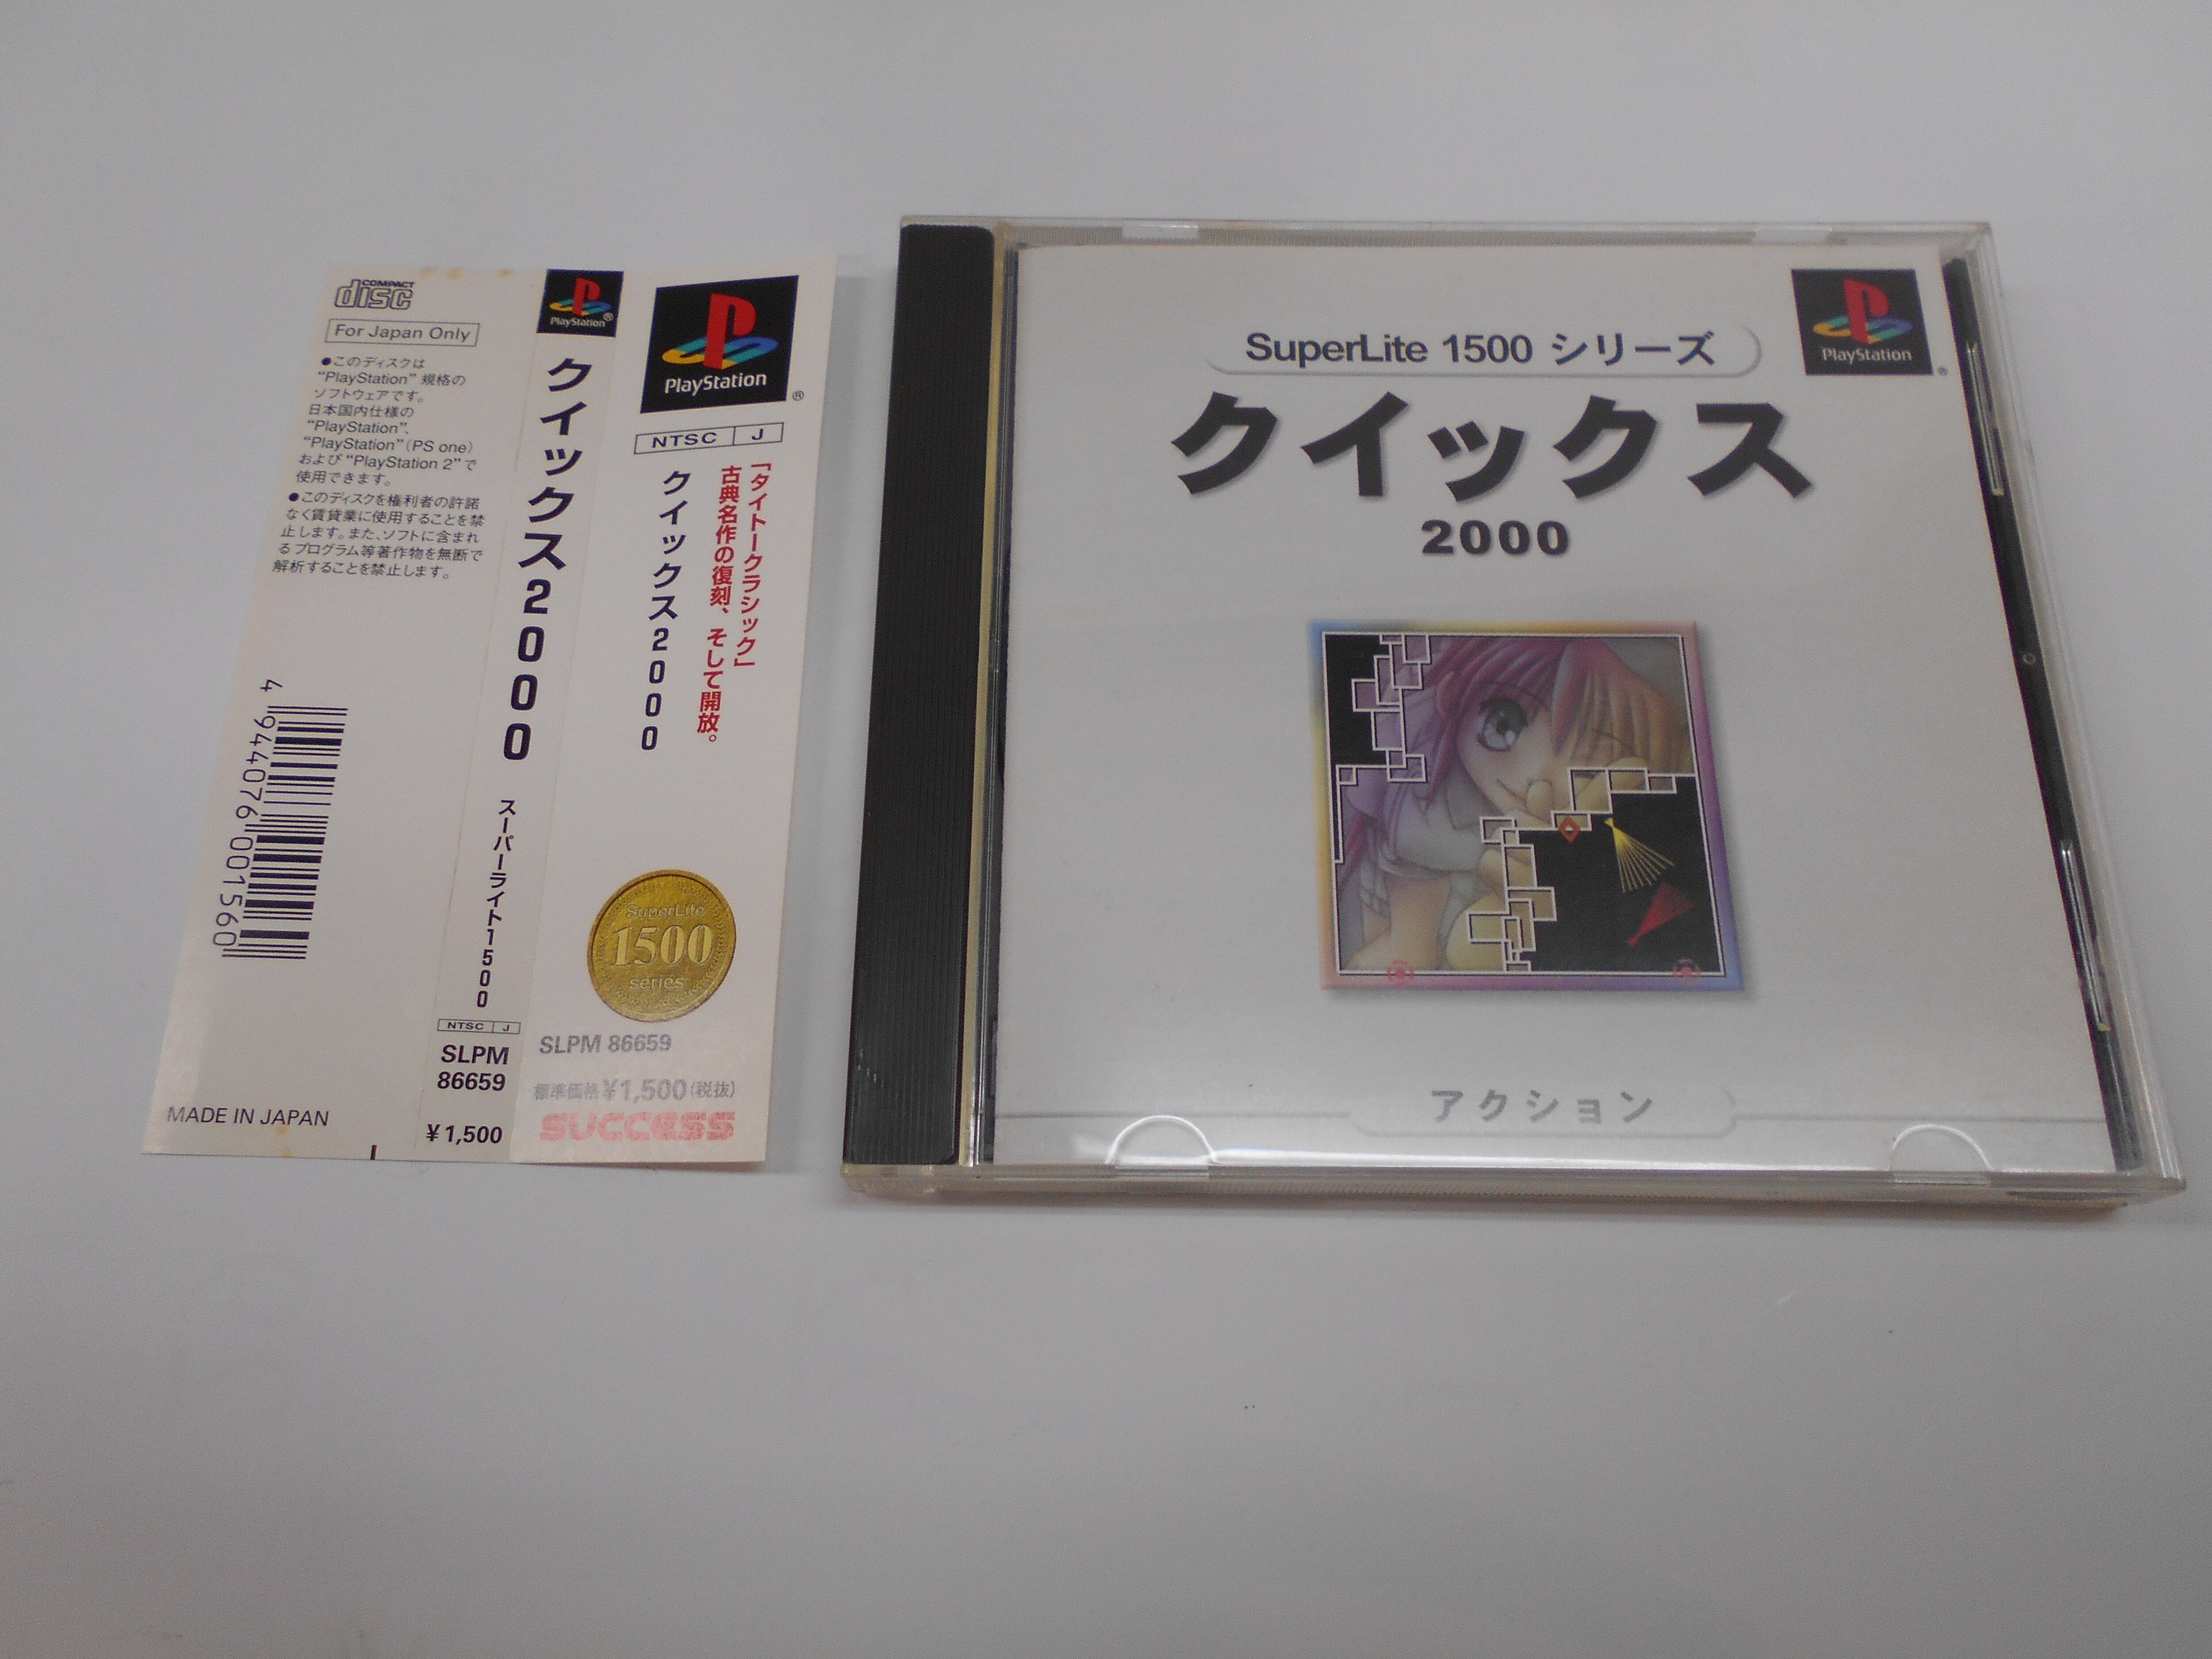 COMPACT
disc
For Japan Only
●このディスクは
“PlayStation” 規格の
ソフトウェアです。
日本国内仕様の
“PlayStation”、
“PlayStation”(PS one)
および“PlayStation 2”で
使用できます。
●このディスクを権利者の許諾
なく賃貸業に使用することを禁
止します。また、ソフトに含まれ
るプログラム等著作物を無断で
解析することを禁止します。
4 944076 001560
MADE IN JAPAN
PlayStation®
クイックス2000
スーパーライト1500
NTSC J
SLPM
86659
¥1,500
PlayStation
®
NTSC J
「タイトークラシック」
古典名作の復刻、そして開放。
クイックス2000
SuperLite
1500
series
SLPM 86659
標準価格¥1,500(税抜)
SUCCESS
SuperLite 1500 シリーズ
PlayStation
®
クイックス
2000
アクション